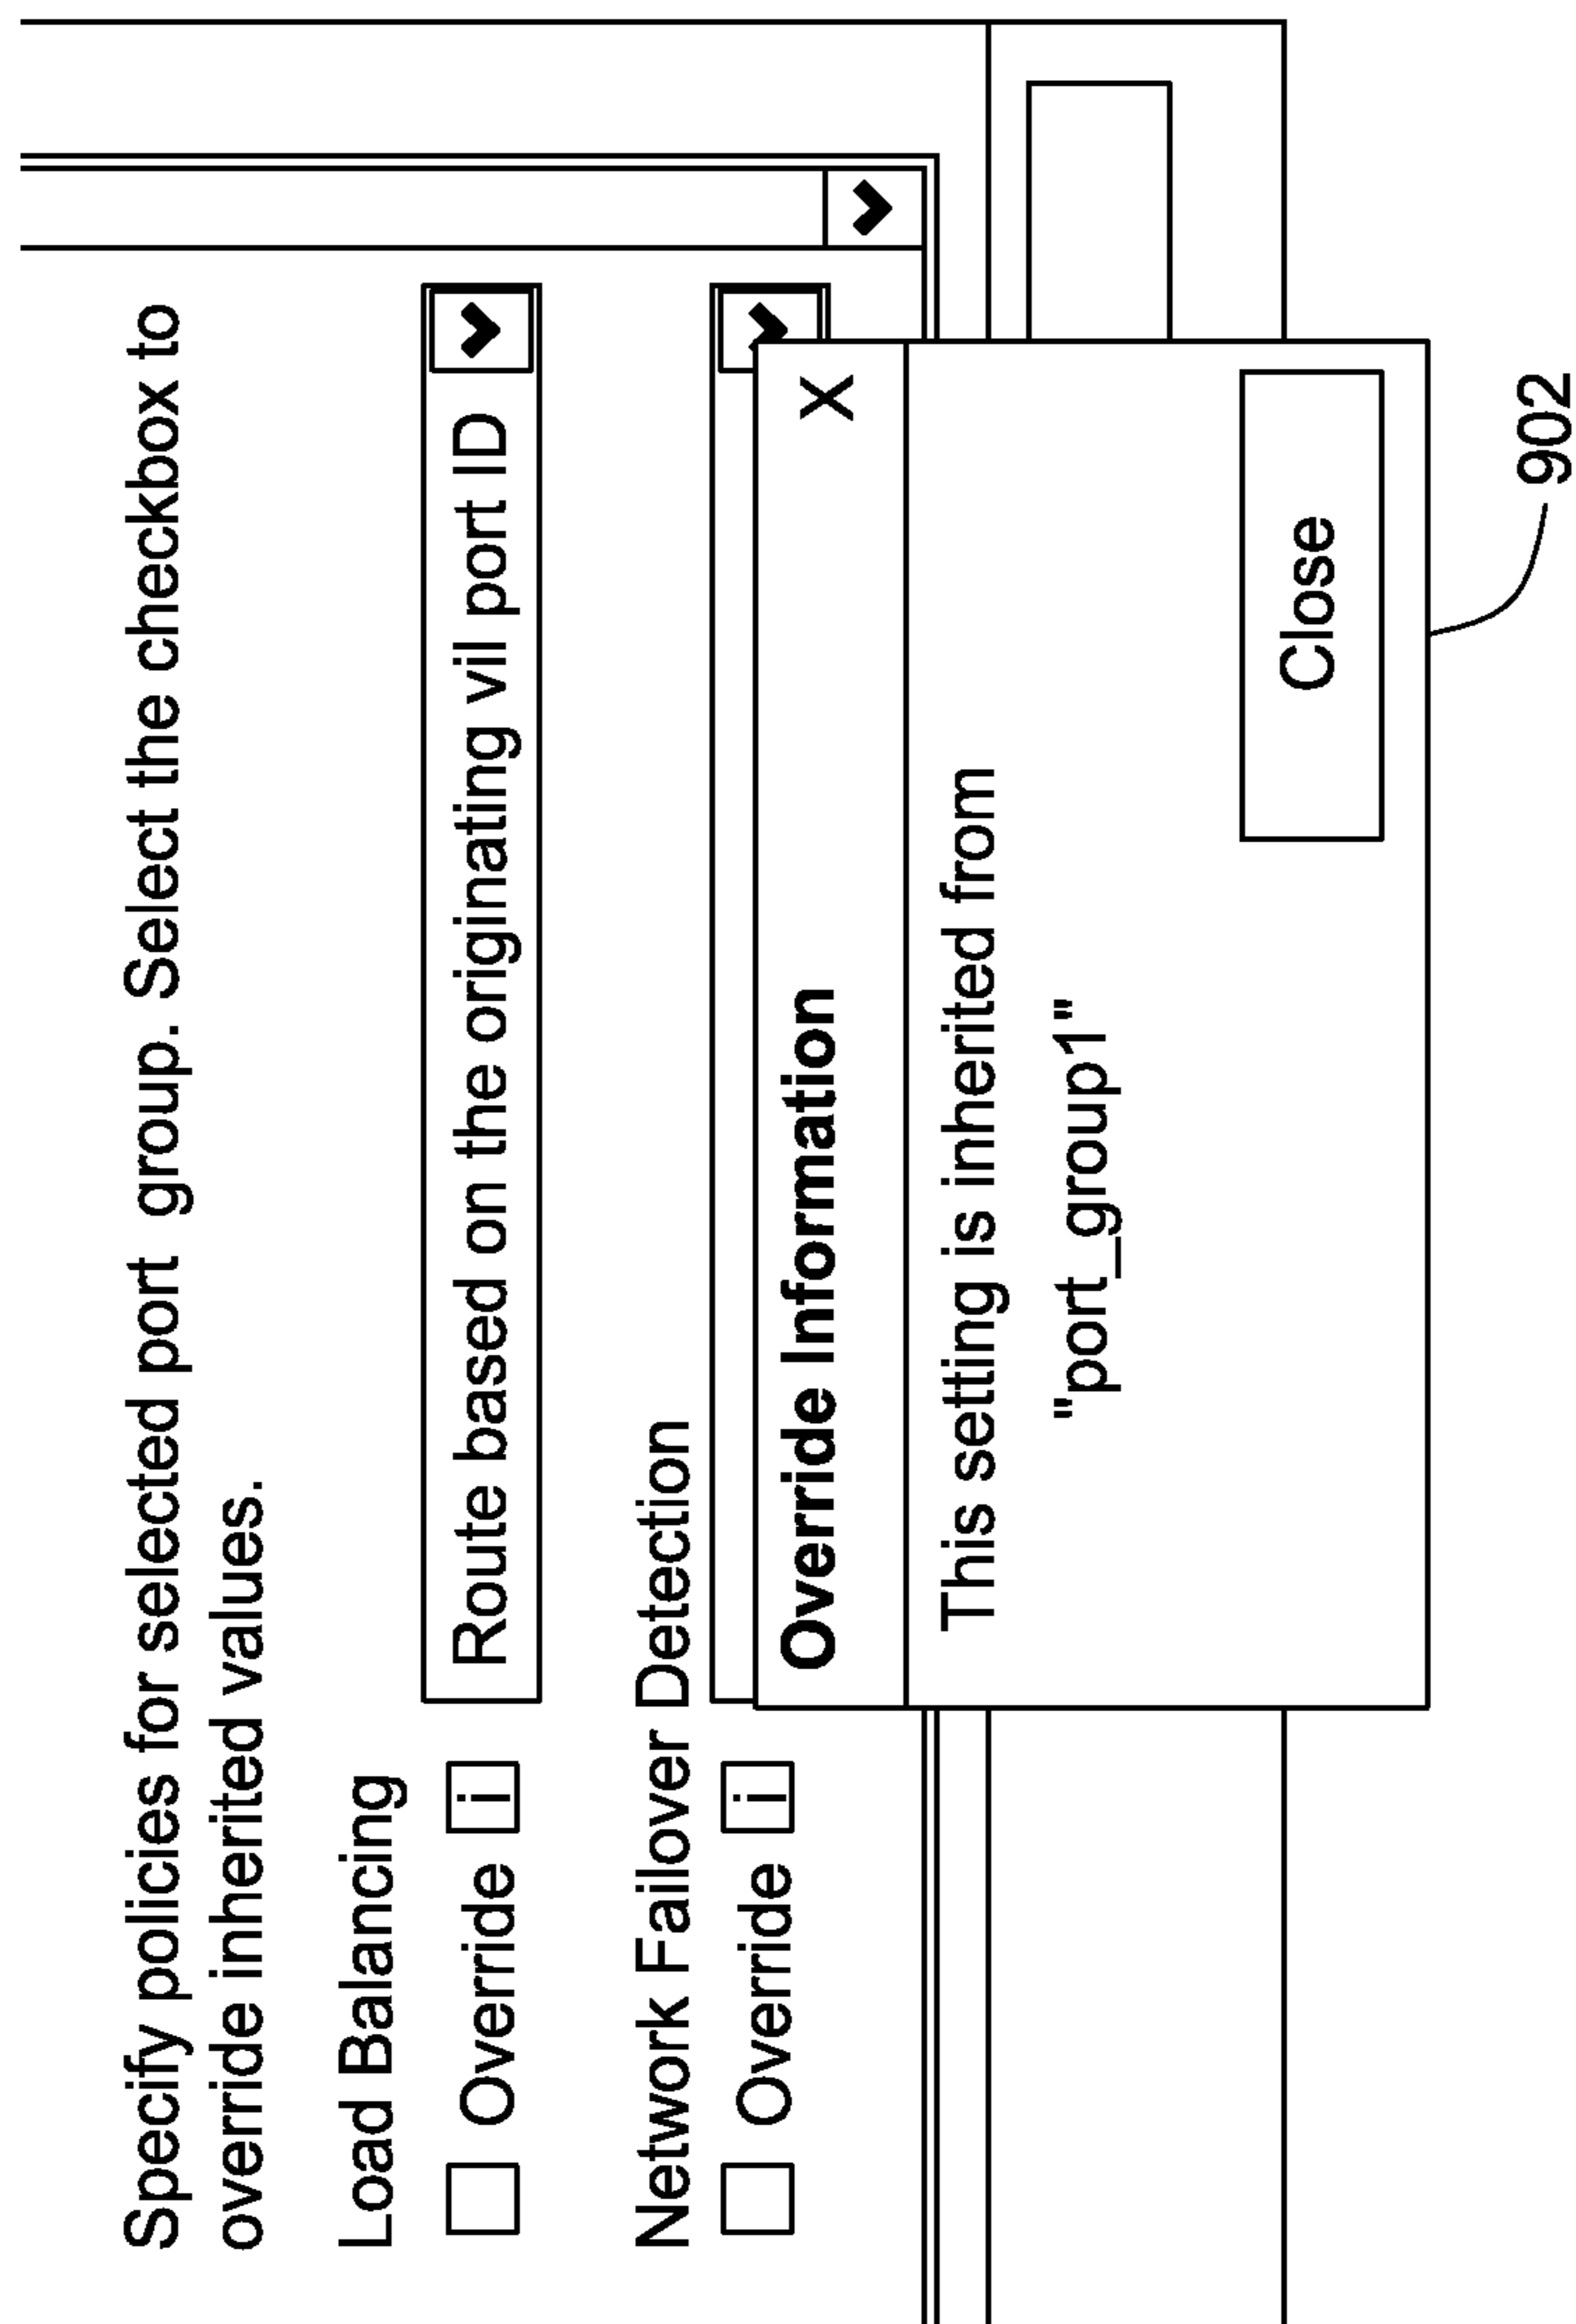 Specify policies for selected port group. Select the checkbox to
override inherited values.
Load Balancing
Override i Route based on the originating vil port ID
Network Failover Detection
Override i
Override Information X
This setting is inherited from
"port_group1"
Close
902